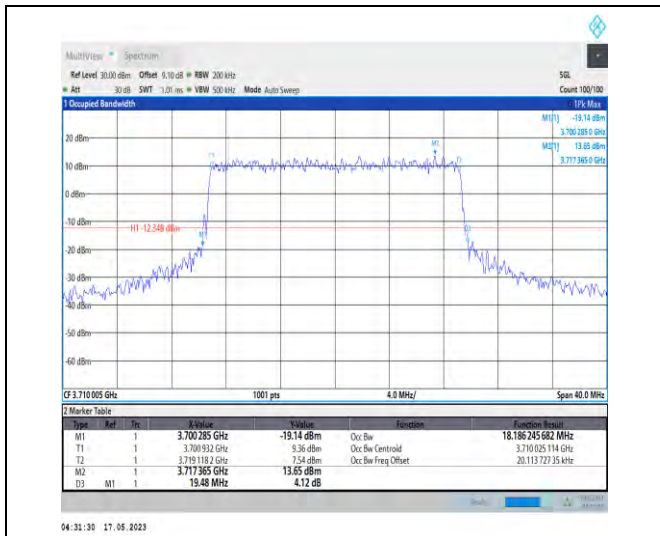 MultiView Spectrum
Ref Level 30.00 dBm Offset 9.10 dB RBW 200 kHz SGL
Att 30 dB SWT 1.01 ms VBW 500 kHz Mode Auto Sweep Count 100/100
1 Occupied Bandwidth 1Pk Max
M1[1] -19.14 dBm
3.700 285 0 GHz
M2[1] 13.65 dBm
3.717 365 0 GHz
20 dBm
10 dBm
0 dBm
-10 dBm
H1 -12.348 dBm
-20 dBm
-30 dBm
-40 dBm
-50 dBm
-60 dBm
M2
T1
CF 3.710 005 GHz 1001 pts 4.0 MHz/ Span 40.0 MHz
2 Marker Table
Type Ref Trc X-Value Y-Value Function Function Result
M1 1 3.700 285 GHz -19.14 dBm Occ Bw 18.186 245 682 MHz
T1 1 3.700 932 GHz 9.36 dBm Occ Bw Centroid 3.710 025 114 GHz
T2 1 3.719 118 2 GHz 7.54 dBm Occ Bw Freq Offset 20.113 727 35 kHz
M2 1 3.717 365 GHz 13.65 dBm
D3 M1 1 19.48 MHz 4.12 dB
04:31:30 17.05.2023